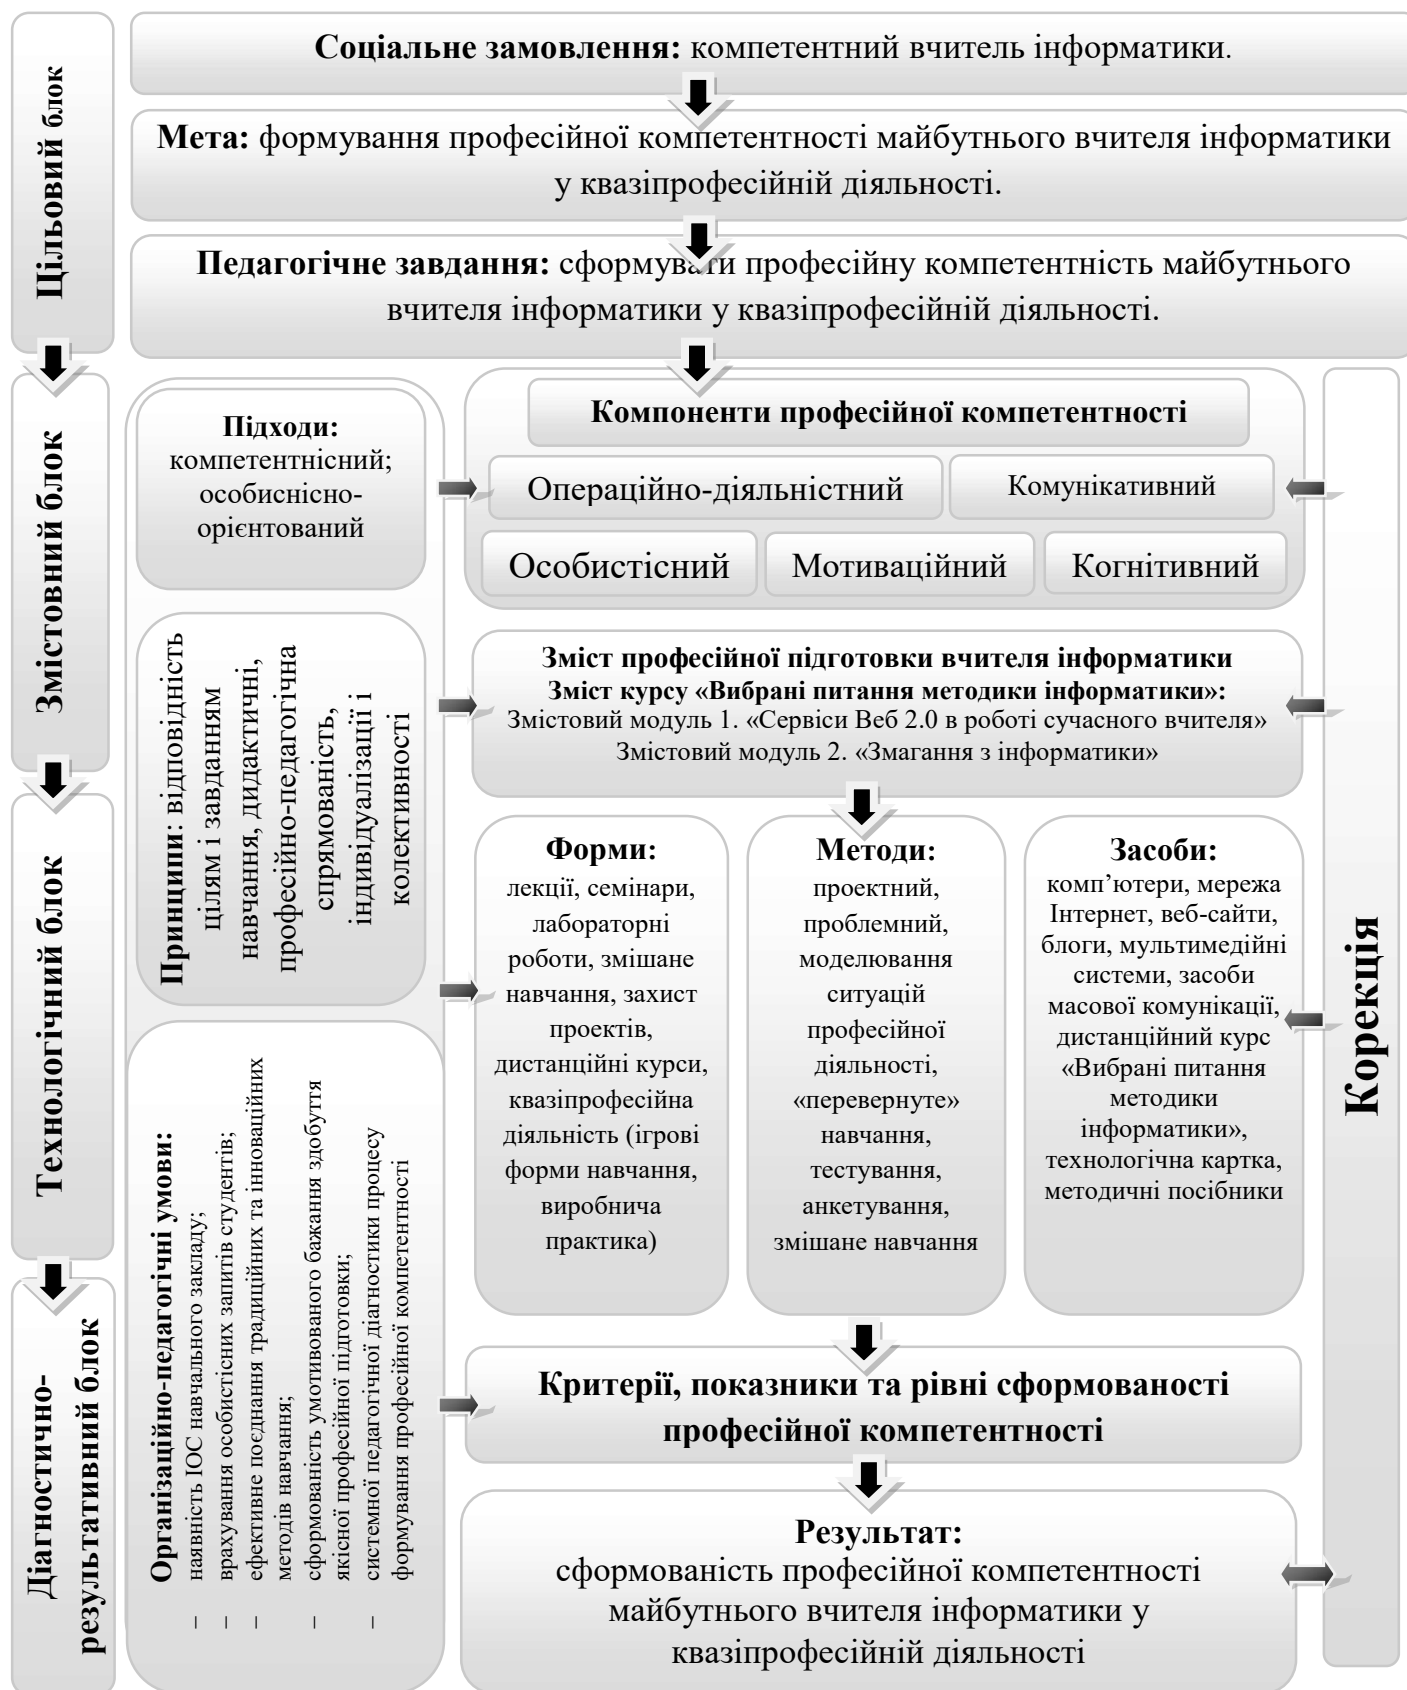 Цільовий блок
Соціальне замовлення: компетентний вчитель інформатики.
Мета: формування професійної компетентності майбутнього вчителя інформатики
у квазіпрофесійній діяльності.
Педагогічне завдання: сформувати професійну компетентність майбутнього
вчителя інформатики у квазіпрофесійній діяльності.
Змістовний блок
Підходи:
компетентнісний;
особиснісно-
орієнтований
Компоненти професійної компетентності
Операційно-діяльністний
Комунікативний
Особистісний
Мотиваційний
Когнітивний
Принципи: відповідність
цілям і завданням
навчання, дидактичні,
професійно-педагогічна
спрямованість,
індивідуалізації і
колективності
Зміст професійної підготовки вчителя інформатики
Зміст курсу «Вибрані питання методики інформатики»:
Змістовий модуль 1. «Сервіси Веб 2.0 в роботі сучасного вчителя»
Змістовий модуль 2. «Змагання з інформатики»
Технологічний блок
Форми:
лекції, семінари,
лабораторні
роботи, змішане
навчання, захист
проектів,
дистанційні курси,
квазіпрофесійна
діяльність (ігрові
форми навчання,
виробнича
практика)
Методи:
проектний,
проблемний,
моделювання
ситуацій
професійної
діяльності,
«перевернуте»
навчання,
тестування,
анкетування,
змішане навчання
Засоби:
комп’ютери, мережа
Інтернет, веб-сайти,
блоги, мультимедійні
системи, засоби
масової комунікації,
дистанційний курс
«Вибрані питання
методики
інформатики»,
технологічна картка,
методичні посібники
Корекція
Організаційно-педагогічні умови:
– наявність ІОС навчального закладу;
– врахування особистісних запитів студентів;
– ефективне поєднання традиційних та інноваційних
методів навчання;
– сформованість умотивованого бажання здобуття
якісної професійної підготовки;
– системної педагогічної діагностики процесу
формування професійної компетентності
Діагностично-
результативний блок
Критерії, показники та рівні сформованості
професійної компетентності
Результат:
сформованість професійної компетентності
майбутнього вчителя інформатики у
квазіпрофесійній діяльності